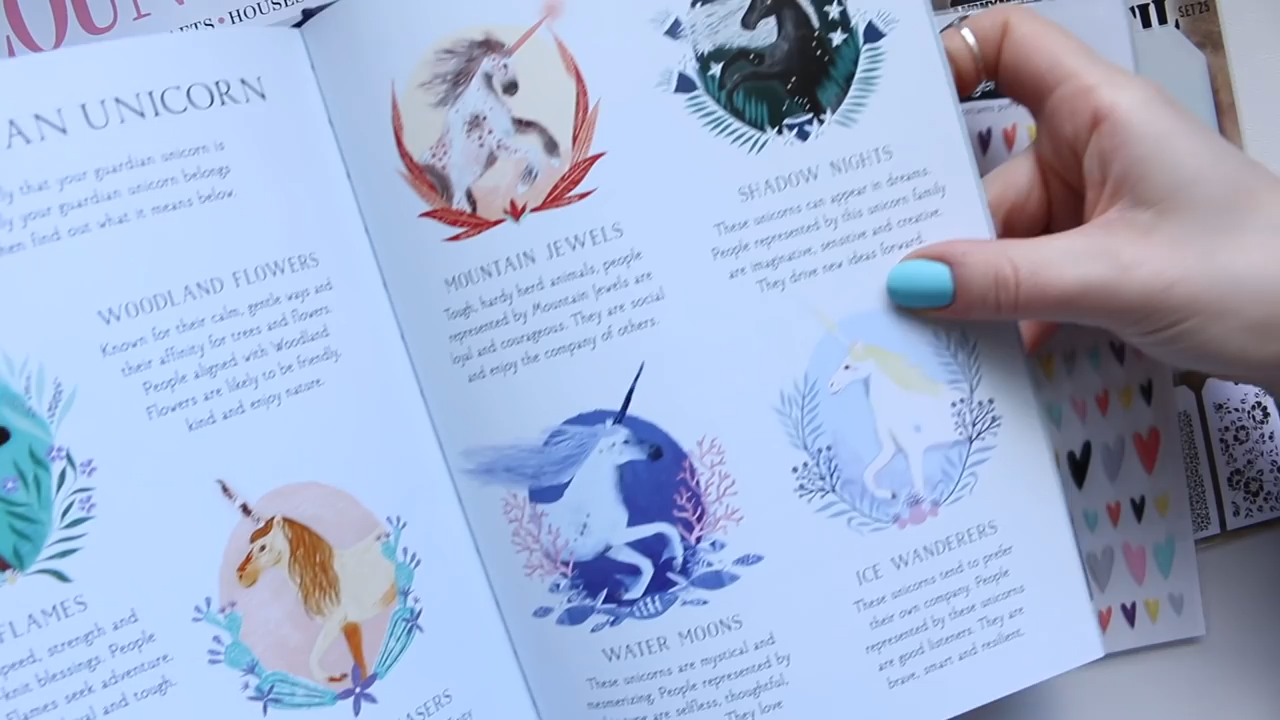 HOUSES
SET 25
AN UNICORN
that your guardian unicorn is
your guardian unicorn belongs
then find out what it means below.
WOODLAND FLOWERS
Known for their calm, gentle ways and
their affinity for trees and flowers.
People aligned with Woodland
Flowers are likely to be friendly,
kind and enjoy nature.
FLAMES
speed, strength and
knit blessings. People
Flames seek adventure.
and tough.
MOUNTAIN JEWELS
Tough, hardy herd animals, people
represented by Mountain Jewels are
loyal and courageous. They are social
and enjoy the company of others.
SHADOW NIGHTS
These unicorns can appear in dreams.
People represented by this unicorn family
are imaginative, sensitive and creative.
They drive new ideas forward.
WATER MOONS
These unicorns are mystical and
mesmerizing. People represented by
are selfless, thoughtful,
They love
ICE WANDERERS
These unicorns tend to prefer
their own company. People
represented by these unicorns
are good listeners. They are
brave, smart and resilient.